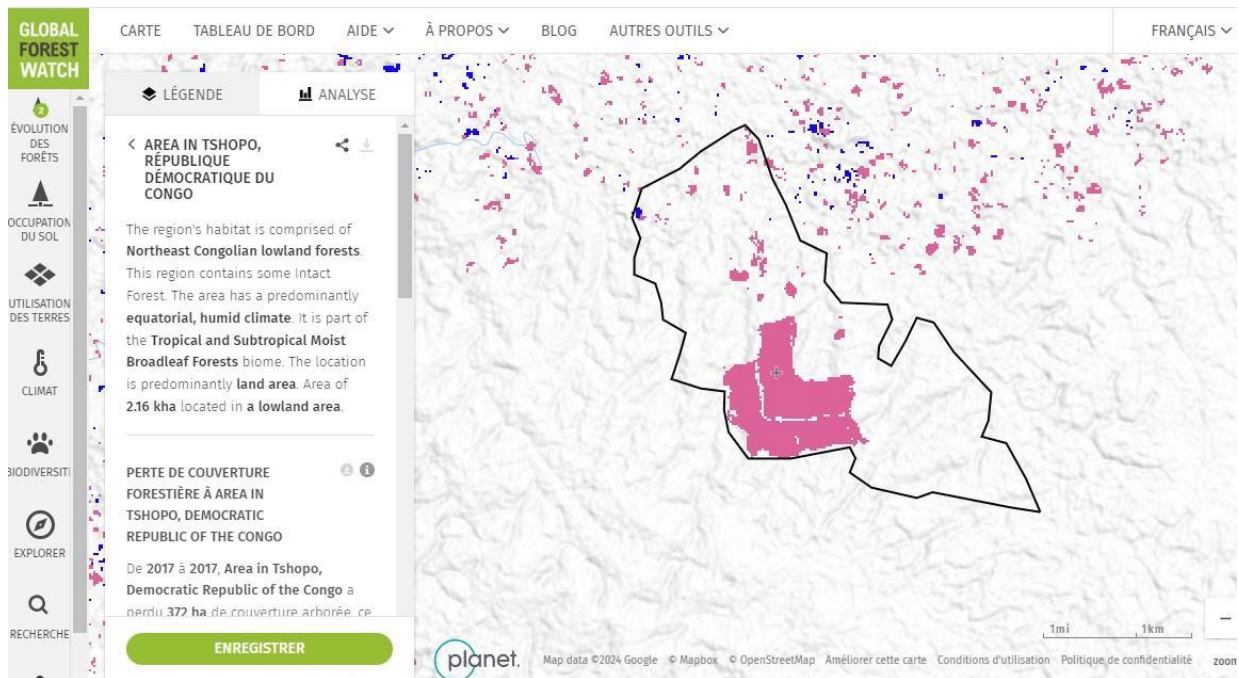 GLOBAL
FOREST
WATCH
CARTE TABLEAU DE BORD AIDE À PROPOS BLOG AUTRES OUTILS FRANÇAIS
2
ÉVOLUTION
DES
FORÊTS
OCCUPATION
DU SOL
UTILISATION
DES TERRES
CLIMAT
BIODIVERSITÉ
EXPLORER
RECHERCHE
LÉGENDE ANALYSE
AREA IN TSHOPO,
RÉPUBLIQUE
DÉMOCRATIQUE DU
CONGO
The region's habitat is comprised of
Northeast Congolian lowland forests.
This region contains some Intact
Forest. The area has a predominantly
equatorial, humid climate. It is part of
the Tropical and Subtropical Moist
Broadleaf Forests biome. The location
is predominantly land area. Area of
2.16 kha located in a lowland area.
PERTE DE COUVERTURE
FORESTIÈRE À AREA IN
TSHOPO, DEMOCRATIC
REPUBLIC OF THE CONGO
De 2017 à 2017, Area in Tshopo,
Democratic Republic of the Congo a
perdu 372 ha de couverture arborée, ce
ENREGISTRER
1mi 1km
planet. Map data ©2024 Google © Mapbox © OpenStreetMap Améliorer cette carte Conditions d'utilisation Politique de confidentialité zoom